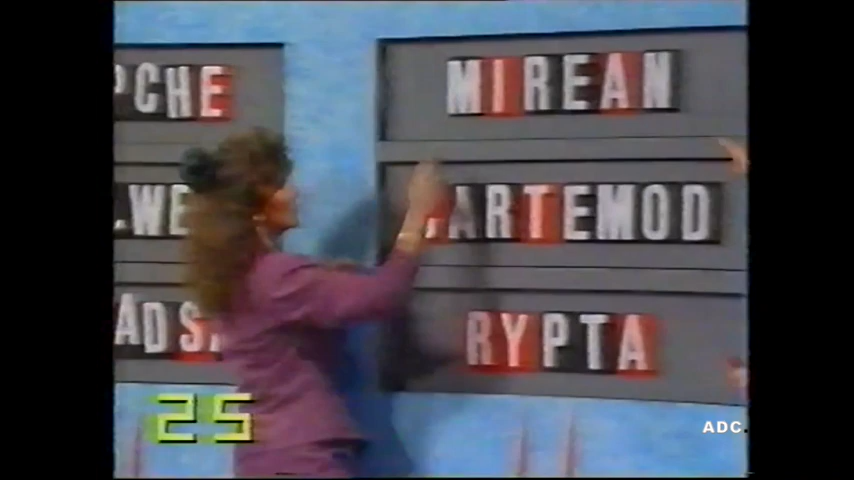 PCHE
MIREAN
WE
ARTEMOD
ADS
RYPTA
25
ADC.